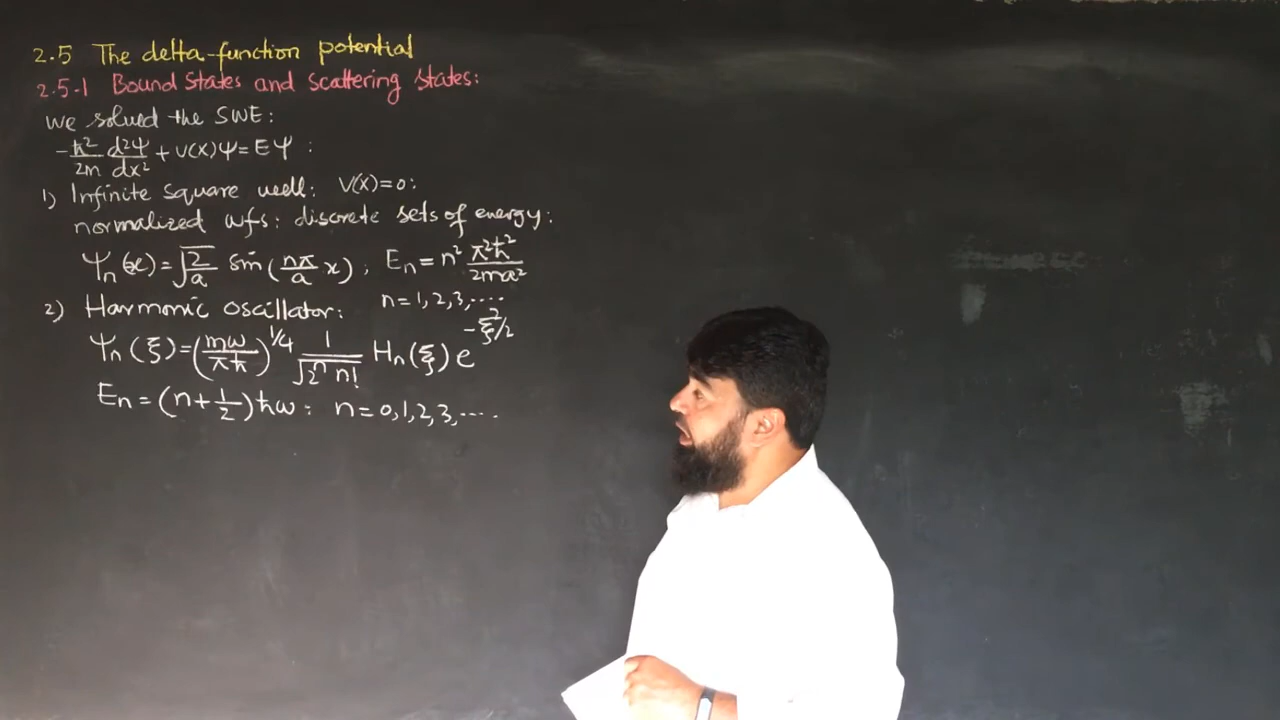 2.5 The delta-function potential
2.5.1 Bound States and Scattering States:
We solved the SWE:
-ħ²/2m d²Ψ/dx² + V(x)Ψ = EΨ :
1) Infinite square well: V(x)=0:
normalized wfs: discrete sets of energy:
Ψn(x) = √(2/a) sin(nπ/a x) ; En = n² π²ħ²/2ma²
n = 1, 2, 3, ....
2) Harmonic oscillator:
Ψn(ξ) = (mω/πħ)^1/4 1/√(2ⁿ n!) Hn(ξ) e^-ξ²/2
En = (n + 1/2) ħω : n = 0, 1, 2, 3, ....